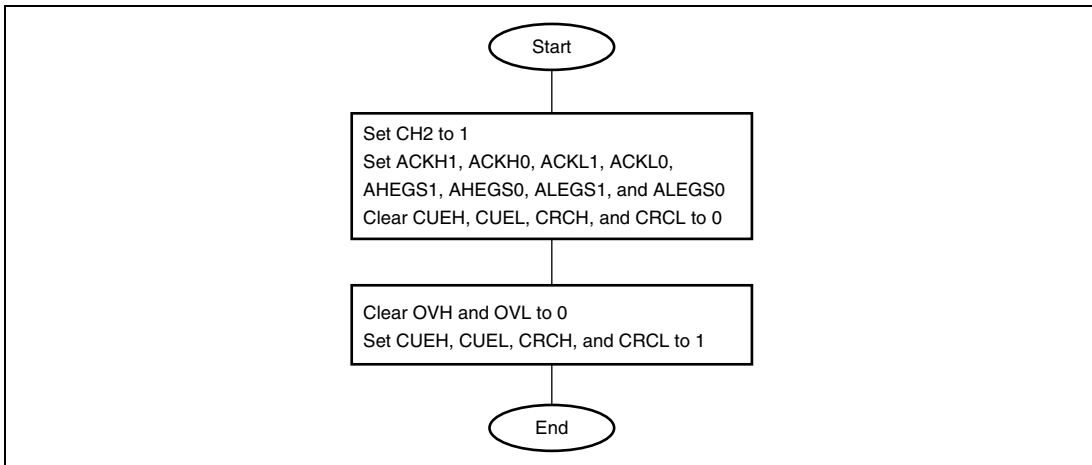 Start
Set CH2 to 1
Set ACKH1, ACKH0, ACKL1, ACKL0,
AHEGS1, AHEGS0, ALEGS1, and ALEGS0
Clear CUEH, CUEL, CRCH, and CRCL to 0
Clear OVH and OVL to 0
Set CUEH, CUEL, CRCH, and CRCL to 1
End